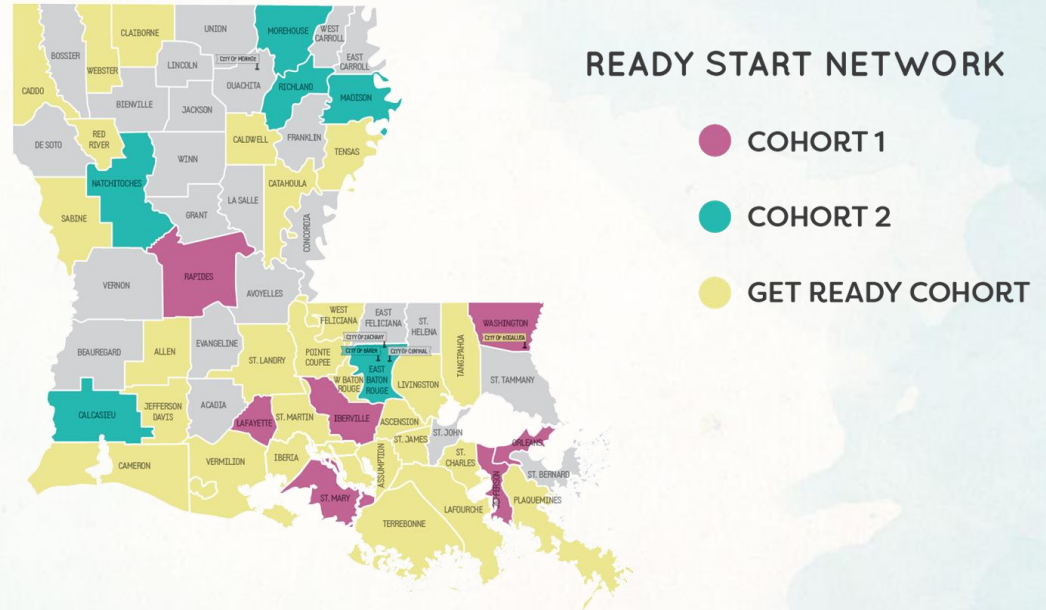 READY START NETWORK
COHORT 1
COHORT 2
GET READY COHORT
CLAIBORNE
UNION
MOREHOUSE
WEST
CARROLL
BOSSIER
WEBSTER
LINCOLN
CITY OF MONROE
EAST
CARROLL
CADDO
OUACHITA
RICHLAND
MADISON
BIENVILLE
JACKSON
DE SOTO
RED
RIVER
CALDWELL
FRANKLIN
TENSAS
WINN
NATCHITOCHES
CATAHOULA
LA SALLE
SABINE
GRANT
CONCORDIA
RAPIDES
VERNON
AVOYELLES
WEST
FELICIANA
EAST
FELICIANA
ST.
HELENA
WASHINGTON
CITY OF ZACHARY
CITY OF BOGALUSA
BEAUREGARD
ALLEN
EVANGELINE
ST. LANDRY
POINTE
COUPEE
CITY OF BAKER
CITY OF CENTRAL
TANGIPAHOA
EAST
BATON
ROUGE
W BATON
ROUGE
LIVINGSTON
ST. TAMMANY
CALCASIEU
JEFFERSON
DAVIS
ACADIA
LAFAYETTE
ST. MARTIN
IBERVILLE
ASCENSION
ST. JAMES
ST. JOHN
ORLEANS
CAMERON
VERMILION
IBERIA
ASSUMPTION
ST.
CHARLES
JEFFERSON
ST. BERNARD
ST. MARY
PLAQUEMINES
LAFOURCHE
TERREBONNE